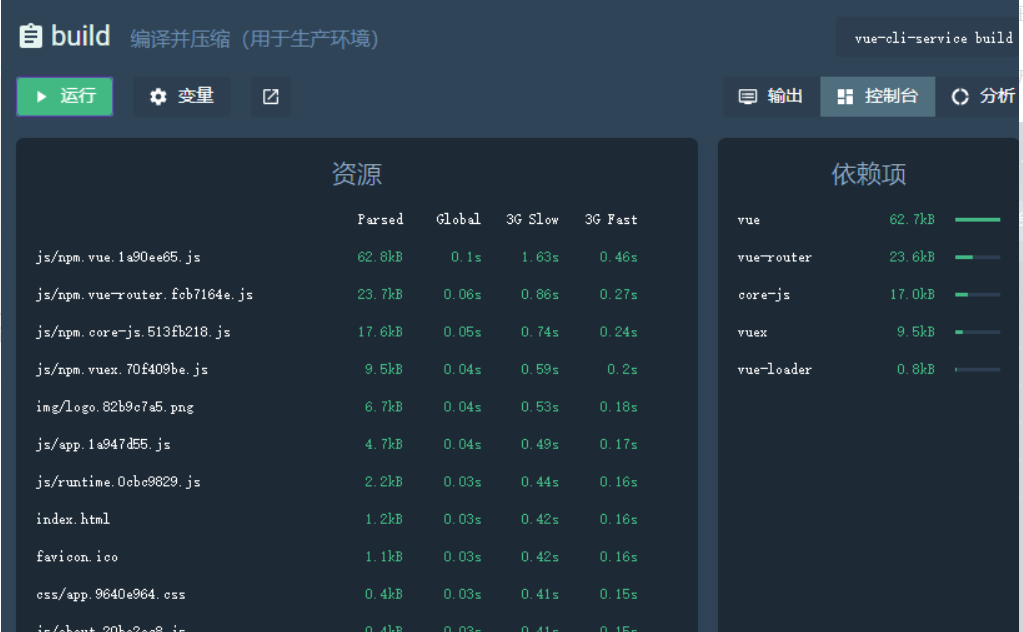 build 编译并压缩（用于生产环境） vue-cli-service build
运行 变量 输出 控制台 分析
资源
Parsed Global 3G Slow 3G Fast
js/npm.vue.1a90ee65.js 62.8kB 0.1s 1.63s 0.46s
js/npm.vue-router.fcb7164e.js 23.7kB 0.06s 0.86s 0.27s
js/npm.core-js.513fb218.js 17.6kB 0.05s 0.74s 0.24s
js/npm.vuex.70f409be.js 9.5kB 0.04s 0.59s 0.2s
img/logo.82b9c7a5.png 6.7kB 0.04s 0.53s 0.18s
js/app.1a947d55.js 4.7kB 0.04s 0.49s 0.17s
js/runtime.0cbc9829.js 2.2kB 0.03s 0.44s 0.16s
index.html 1.2kB 0.03s 0.42s 0.16s
favicon.ico 1.1kB 0.03s 0.42s 0.16s
css/app.9640e964.css 0.4kB 0.03s 0.41s 0.15s
0.4kB 0.03s 0.41s 0.15s
依赖项
vue 62.7kB
vue-router 23.6kB
core-js 17.0kB
vuex 9.5kB
vue-loader 0.8kB